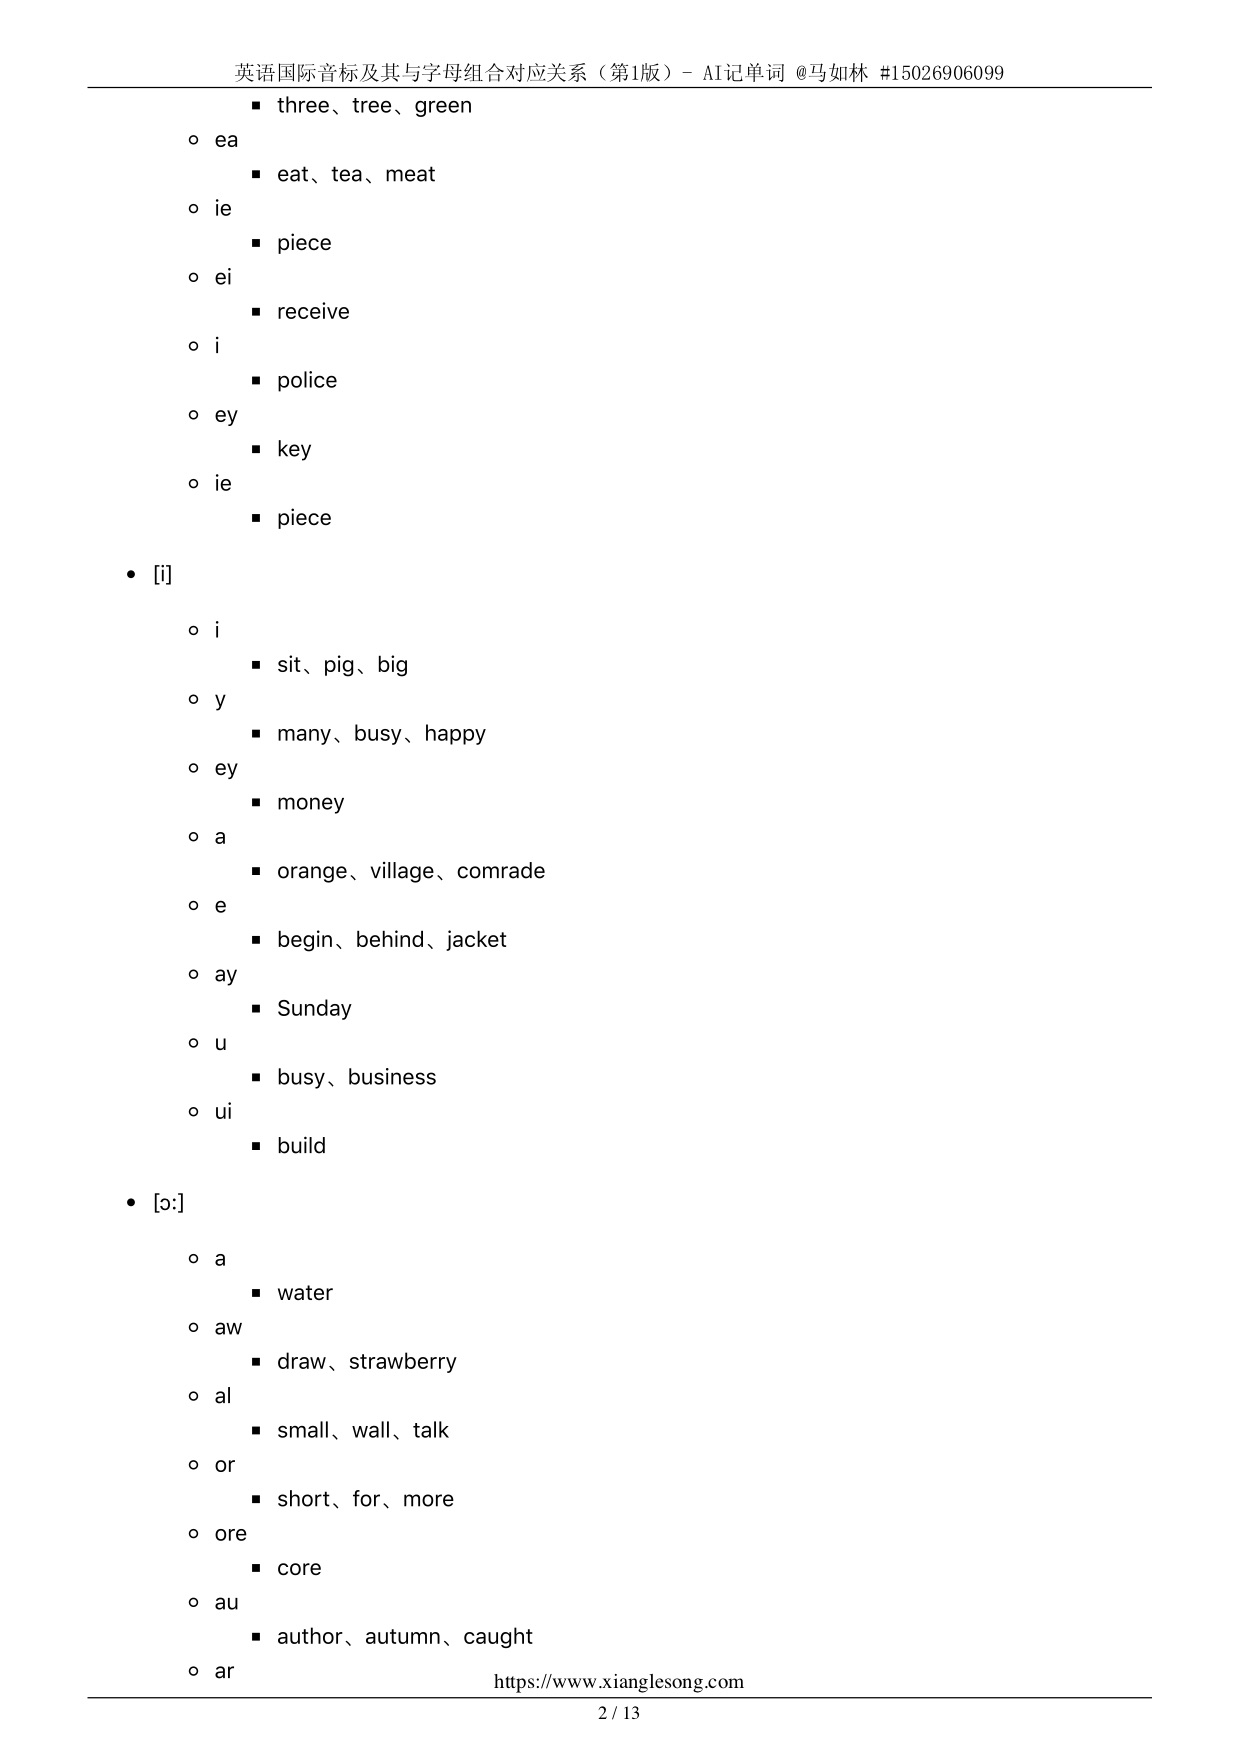 英语国际音标及其与字母组合对应关系（第1版）- AI记单词 @马如林 #15026906099
▪ three、tree、green
○ ea
▪ eat、tea、meat
○ ie
▪ piece
○ ei
▪ receive
○ i
▪ police
○ ey
▪ key
○ ie
▪ piece
• [i]
○ i
▪ sit、pig、big
○ y
▪ many、busy、happy
○ ey
▪ money
○ a
▪ orange、village、comrade
○ e
▪ begin、behind、jacket
○ ay
▪ Sunday
○ u
▪ busy、business
○ ui
▪ build
• [ɔ:]
○ a
▪ water
○ aw
▪ draw、strawberry
○ al
▪ small、wall、talk
○ or
▪ short、for、more
○ ore
▪ core
○ au
▪ author、autumn、caught
○ ar
https://www.xianglesong.com
2 / 13